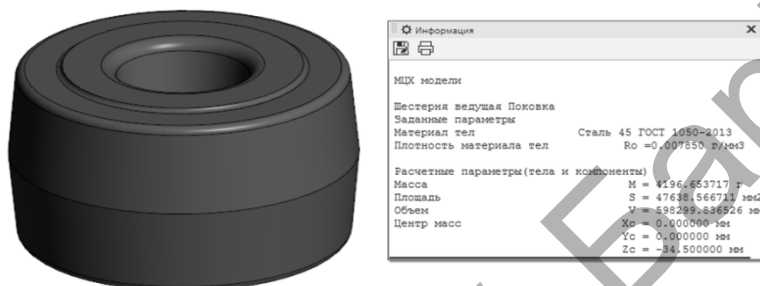 Информация
МЦХ модели
Шестерня ведущая Поковка
Заданные параметры
Материал тел Сталь 45 ГОСТ 1050-2013
Плотность материала тел Ro =0.007850 г/мм3
Расчетные параметры(тела и компоненты)
Масса M = 4196.653717 г
Площадь S = 47638.566711 мм2
Объем V = 598299.836526 мм
Центр масс Xc = 0.000000 мм
Yc = 0.000000 мм
Zc = -34.500000 мм